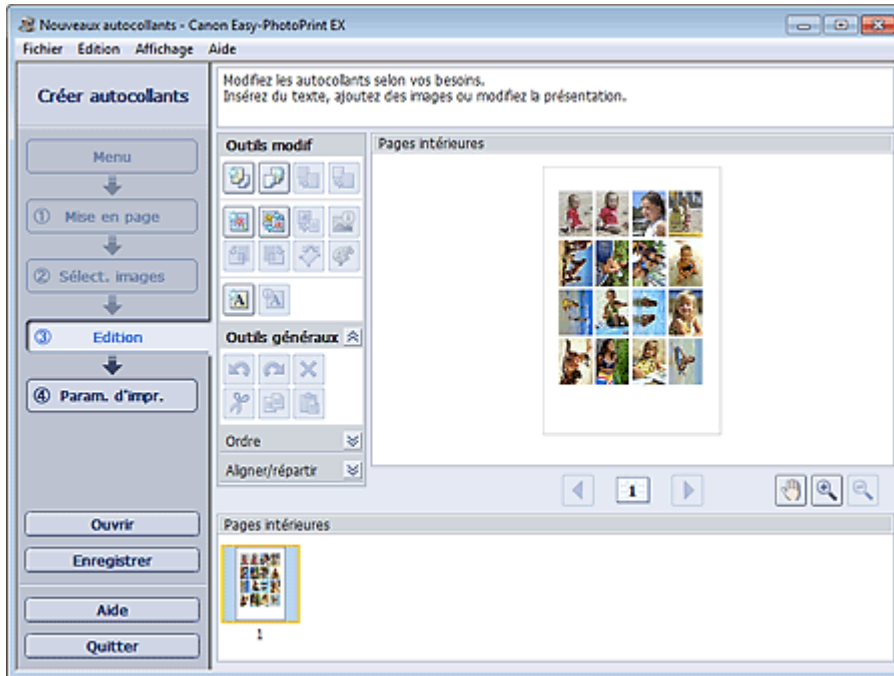 Nouveaux autocollants - Canon Easy-PhotoPrint EX
Fichier Edition Affichage Aide
Créer autocollants
Modifiez les autocollants selon vos besoins.
Insérez du texte, ajoutez des images ou modifiez la présentation.
Menu
① Mise en page
② Sélect. images
③ Edition
④ Param. d'impr.
Ouvrir
Enregistrer
Aide
Quitter
Outils modif
A A
Outils généraux
Ordre
Aligner/répartir
Pages intérieures
1
Pages intérieures
1